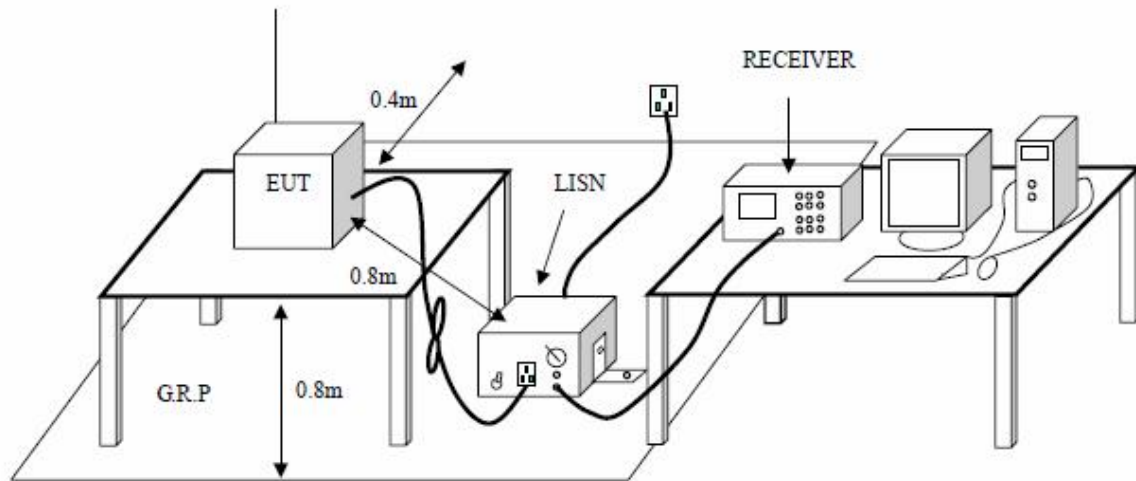 RECEIVER
0.4m
EUT
LISN
0.8m
G.R.P
0.8m